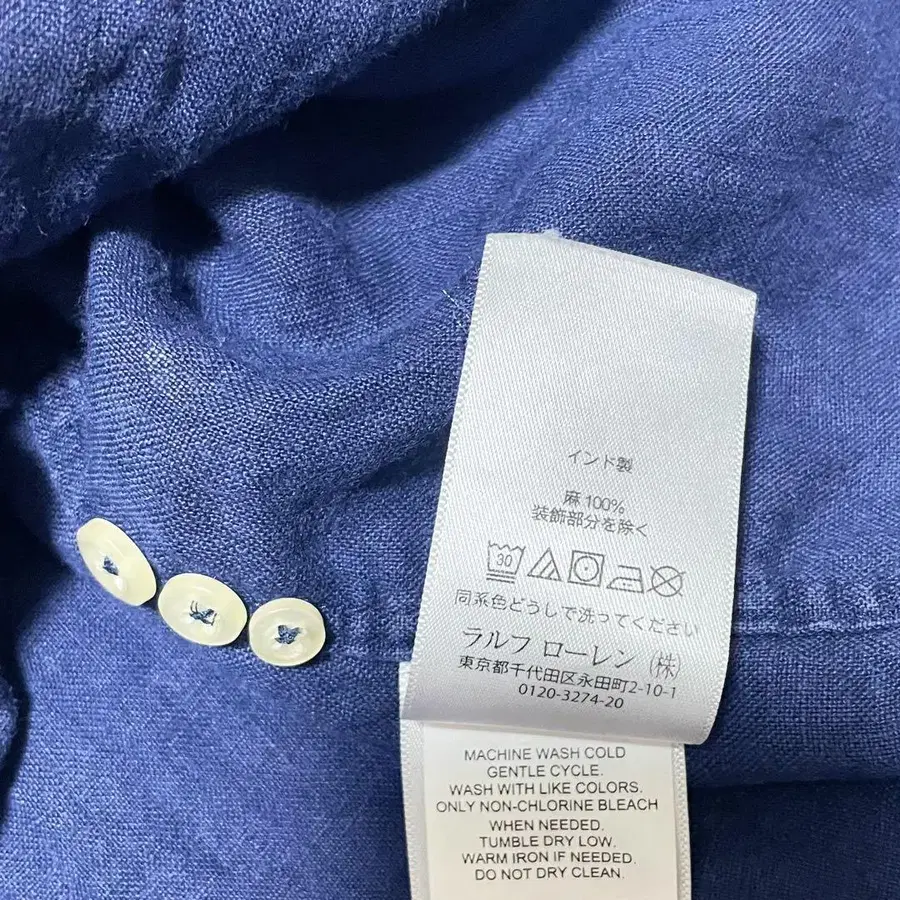 インド製
麻100%
装飾部分を除く
30
同系色どうしで洗ってください
ラルフ ローレン (株)
東京都千代田区永田町2-10-1
0120-3274-20
MACHINE WASH COLD
GENTLE CYCLE.
WASH WITH LIKE COLORS.
ONLY NON-CHLORINE BLEACH
WHEN NEEDED.
TUMBLE DRY LOW.
WARM IRON IF NEEDED.
DO NOT DRY CLEAN.